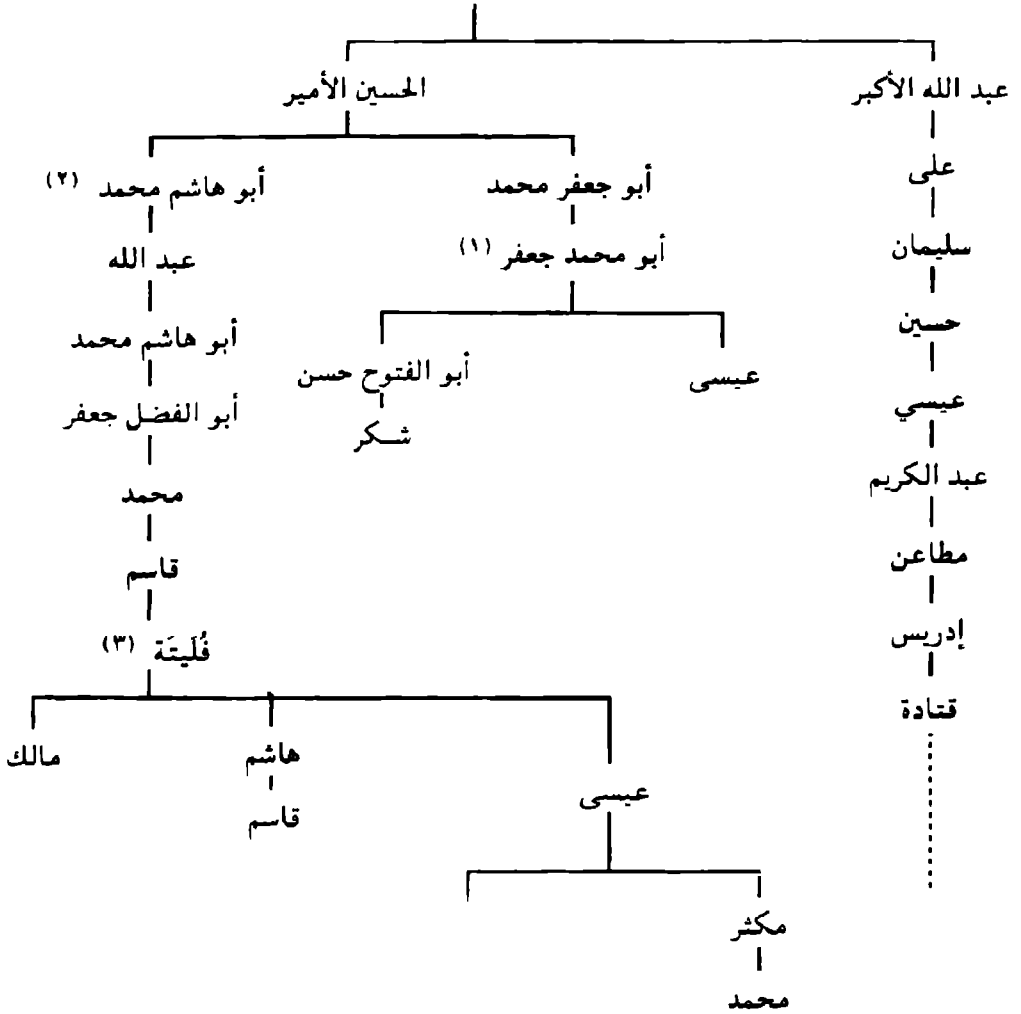 عبد الله الأكبر الحسين الأمير
على
أبو جعفر محمد أبو هاشم محمد (٢)
سليمان أبو محمد جعفر (١) عبد الله
حسين أبو هاشم محمد
عيسى أبو الفتوح حسن
عيسي أبو الفضل جعفر
شكر
عبد الكريم محمد
مطاعن قاسم
إدريس فُلَيتَة (٣)
قتادة
هاشم مالك
عيسى قاسم
مكثر
محمد